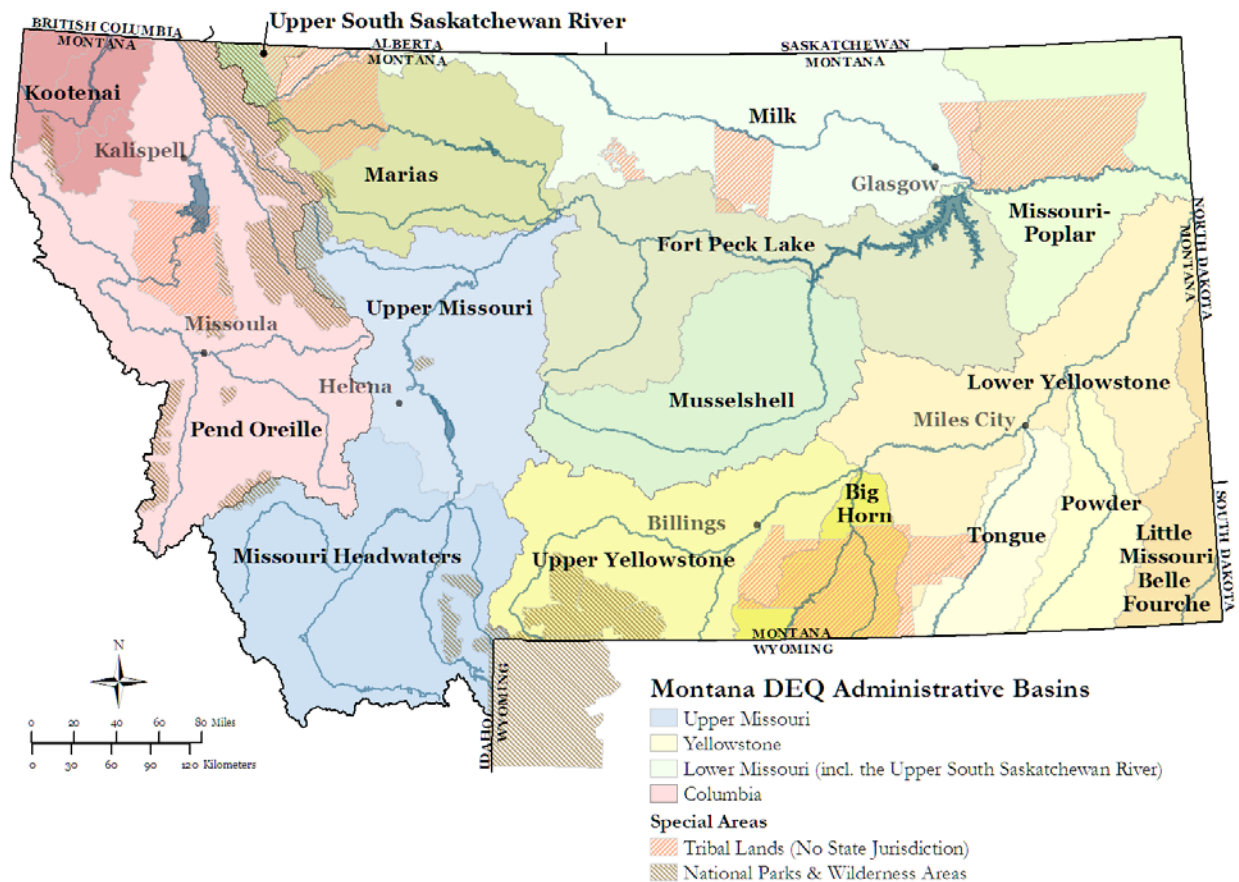 Upper South Saskatchewan River
BRITISH COLUMBIA
MONTANA
ALBERTA
MONTANA
SASKATCHEWAN
MONTANA
Kootenai
Kalispell
Marias
Milk
Glasgow
Missouri-
Poplar
NORTH DAKOTA
MONTANA
Fort Peck Lake
Upper Missouri
Missoula
Helena
Pend Oreille
Musselshell
Lower Yellowstone
Miles City
Big
Horn
Billings
Powder
Tongue
Missouri Headwaters
Upper Yellowstone
Little
Missouri
Belle
Fourche
SOUTH DAKOTA
MONTANA
WYOMING
IDAHO
WYOMING
N
0 20 40 60 80 Miles
0 30 60 90 120 Kilometers
Montana DEQ Administrative Basins
Upper Missouri
Yellowstone
Lower Missouri (incl. the Upper South Saskatchewan River)
Columbia
Special Areas
Tribal Lands (No State Jurisdiction)
National Parks & Wilderness Areas